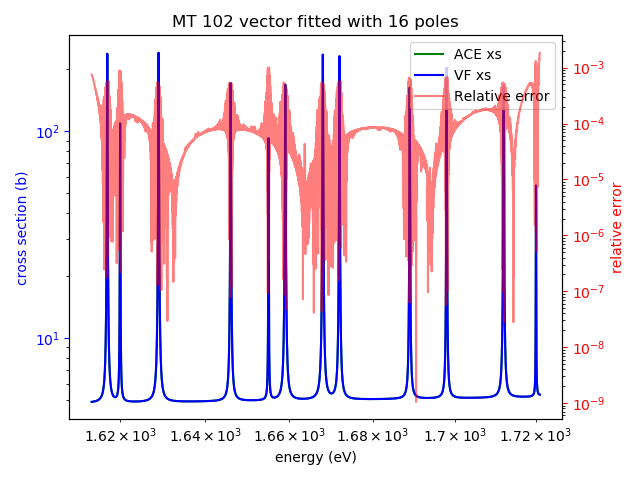 MT 102 vector fitted with 16 poles
ACE xs
VF xs
Relative error
cross section (b)
10²
10¹
relative error
10⁻³
10⁻⁴
10⁻⁵
10⁻⁶
10⁻⁷
10⁻⁸
10⁻⁹
1.62 × 10³ 1.64 × 10³ 1.66 × 10³ 1.68 × 10³ 1.7 × 10³ 1.72 × 10³
energy (eV)